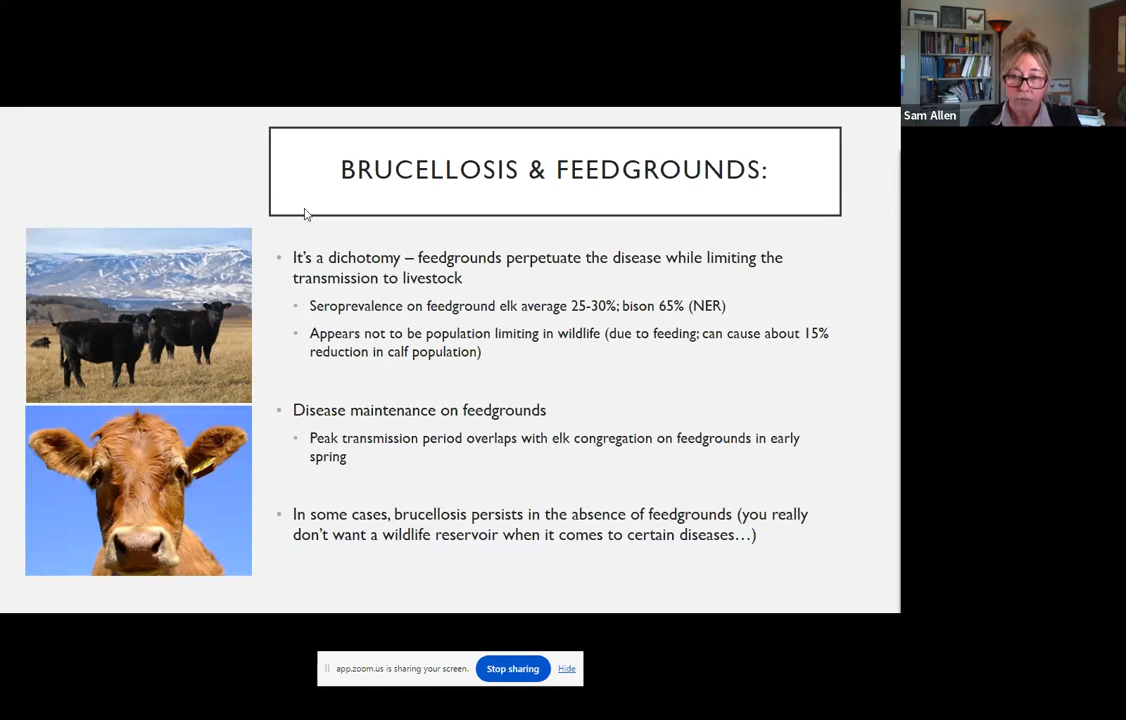 Sam Allen
BRUCELLOSIS & FEEDGROUNDS:
• It's a dichotomy – feedgrounds perpetuate the disease while limiting the
transmission to livestock
• Seroprevalence on feedground elk average 25-30%; bison 65% (NER)
• Appears not to be population limiting in wildlife (due to feeding; can cause about 15%
reduction in calf population)
• Disease maintenance on feedgrounds
• Peak transmission period overlaps with elk congregation on feedgrounds in early
spring
• In some cases, brucellosis persists in the absence of feedgrounds (you really
don't want a wildlife reservoir when it comes to certain diseases…)
app.zoom.us is sharing your screen.
Stop sharing
Hide